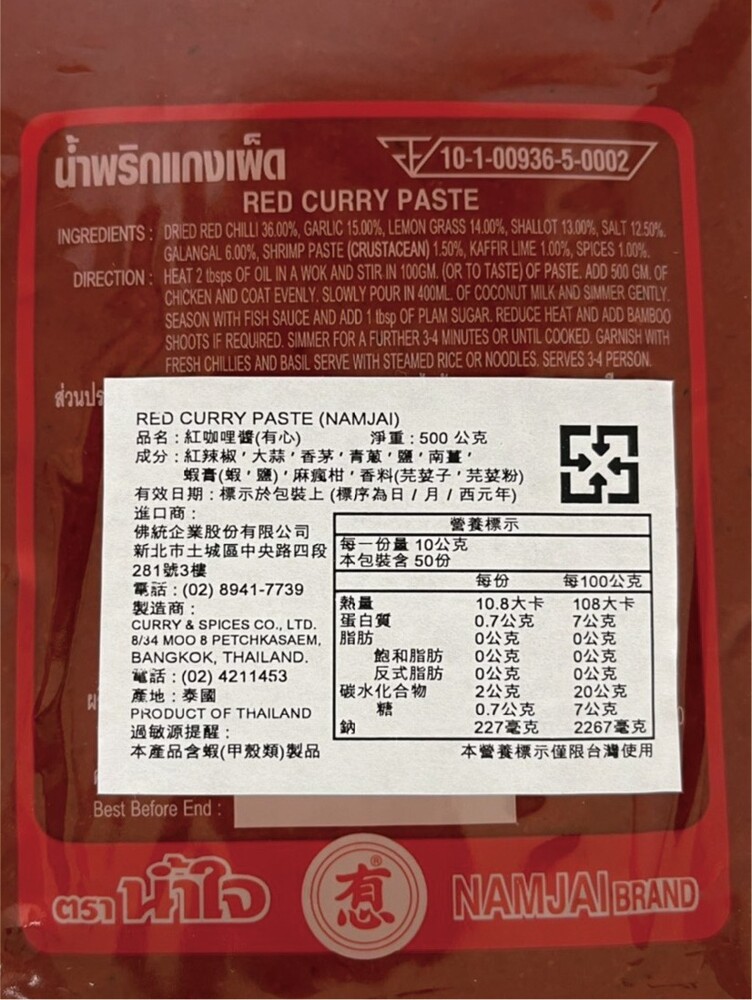 น้ำพริกแกงเผ็ด
10-1-00936-5-0002
RED CURRY PASTE
INGREDIENTS : DRIED RED CHILLI 36.00%, GARLIC 15.00%, LEMON GRASS 14.00%, SHALLOT 13.00%, SALT 12.50%.
GALANGAL 6.00%, SHRIMP PASTE (CRUSTACEAN) 1.50%, KAFFIR LIME 1.00%, SPICES 1.00%.
DIRECTION : HEAT 2 tbsps OF OIL IN A WOK AND STIR IN 100GM. (OR TO TASTE) OF PASTE. ADD 500 GM. OF
CHICKEN AND COAT EVENLY. SLOWLY POUR IN 400ML. OF COCONUT MILK AND SIMMER GENTLY.
SEASON WITH FISH SAUCE AND ADD 1 tbsp OF PLAM SUGAR. REDUCE HEAT AND ADD BAMBOO
SHOOTS IF REQUIRED. SIMMER FOR A FURTHER 3-4 MINUTES OR UNTIL COOKED. GARNISH WITH
FRESH CHILLIES AND BASIL SERVE WITH STEAMED RICE OR NOODLES. SERVES 3-4 PERSON.
ส่วนประ
RED CURRY PASTE (NAMJAI)
品名：紅咖哩醬(有心) 淨重：500 公克
成分：紅辣椒，大蒜，香茅，青蔥，鹽，南薑，
蝦膏(蝦，鹽)，麻瘋柑，香料(芫荽子，芫荽粉)
有效日期：標示於包裝上 (標序為日 / 月 / 西元年)
進口商：
佛統企業股份有限公司
新北市土城區中央路四段
281號3樓
電話：(02) 8941-7739
製造商：
CURRY & SPICES CO., LTD.
8/34 MOO 8 PETCHKASAEM,
BANGKOK, THAILAND.
電話：(02) 4211453
產地：泰國
PRODUCT OF THAILAND
過敏源提醒：
本產品含蝦(甲殼類)製品
營養標示
每一份量 10公克
本包裝含 50份
每份 每100公克
熱量 10.8大卡 108大卡
蛋白質 0.7公克 7公克
脂肪 0公克 0公克
飽和脂肪 0公克 0公克
反式脂肪 0公克 0公克
碳水化合物 2公克 20公克
糖 0.7公克 7公克
鈉 227毫克 2267毫克
本營養標示僅限台灣使用
Best Before End :
ตรา น้ำใจ
NAMJAI BRAND